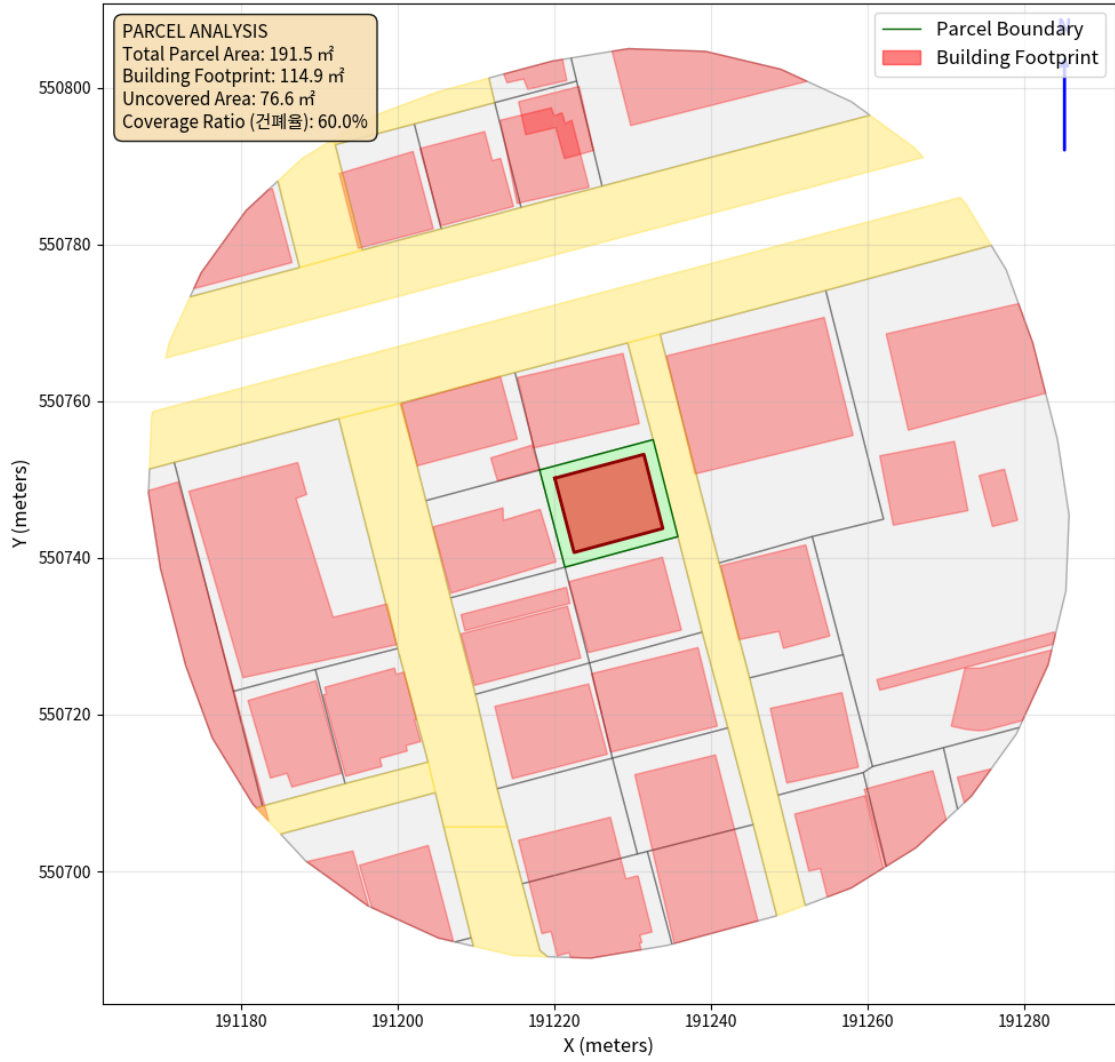 PARCEL ANALYSIS
Total Parcel Area: 191.5 ㎡
Building Footprint: 114.9 ㎡
Uncovered Area: 76.6 ㎡
Coverage Ratio (건폐율): 60.0%
Parcel Boundary
Building Footprint
N
550800
550780
550760
550740
550720
550700
Y (meters)
191180
191200
191220
191240
191260
191280
X (meters)